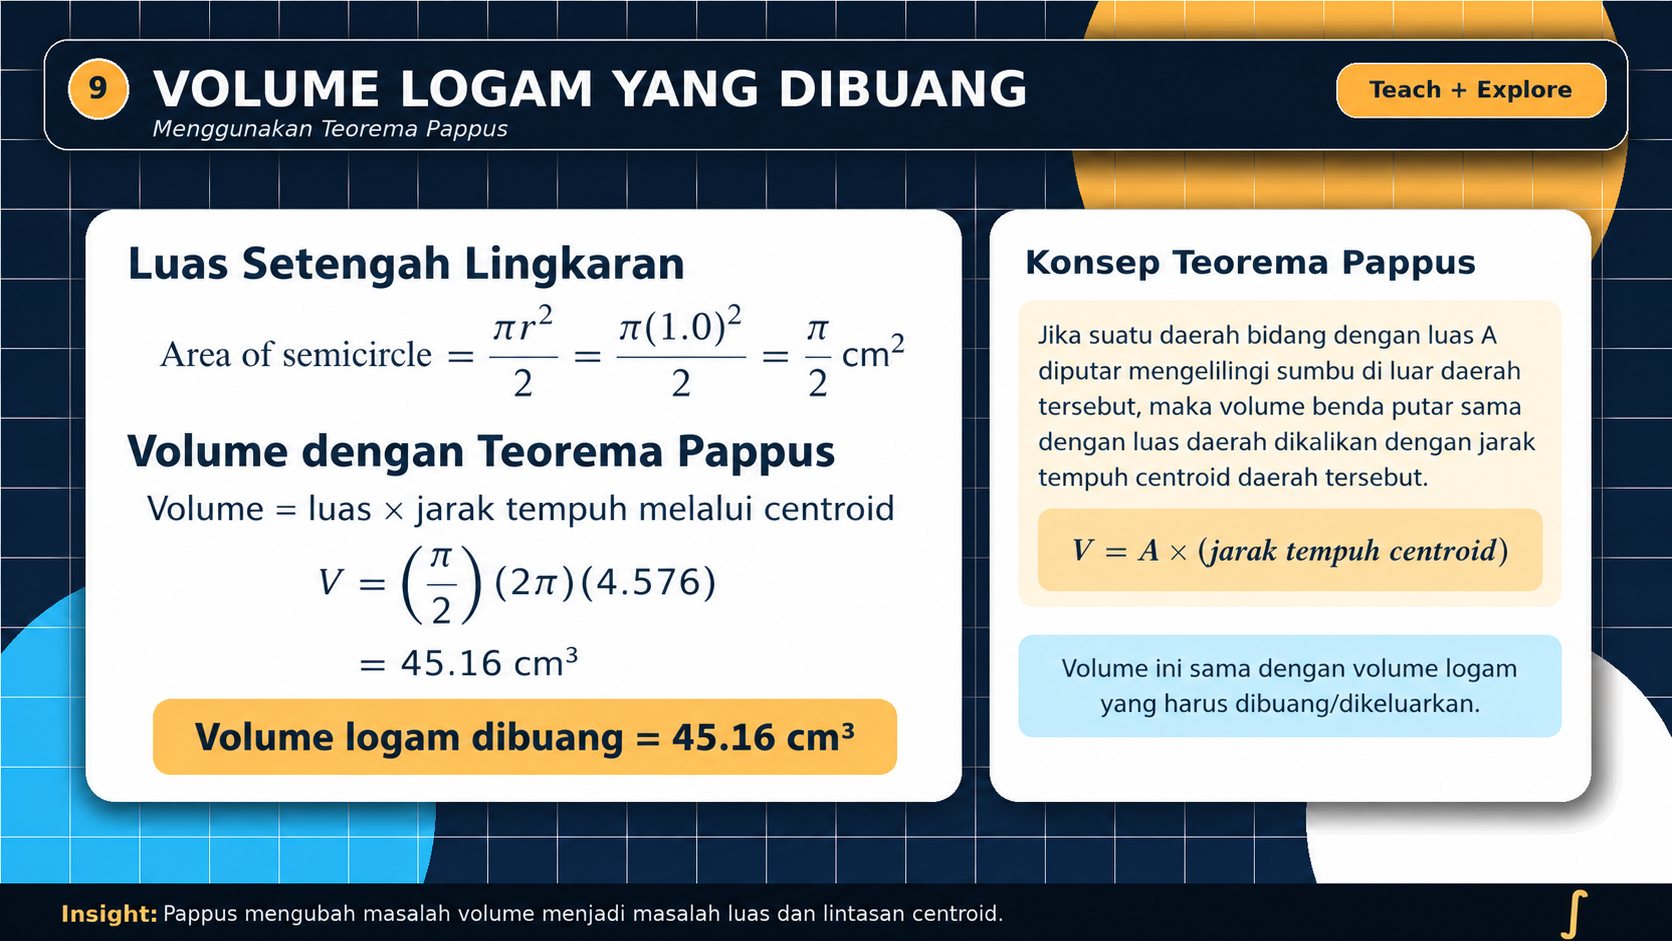 9
VOLUME LOGAM YANG DIBUANG
Menggunakan Teorema Pappus
Teach + Explore
Luas Setengah Lingkaran
Area of semicircle = πr²/2 = π(1.0)²/2 = π/2 cm²
Volume dengan Teorema Pappus
Volume = luas × jarak tempuh melalui centroid
V = (π/2) (2π)(4.576)
= 45.16 cm³
Volume logam dibuang = 45.16 cm³
Konsep Teorema Pappus
Jika suatu daerah bidang dengan luas A
diputar mengelilingi sumbu di luar daerah
tersebut, maka volume benda putar sama
dengan luas daerah dikalikan dengan jarak
tempuh centroid daerah tersebut.
V = A × (jarak tempuh centroid)
Volume ini sama dengan volume logam
yang harus dibuang/dikeluarkan.
Insight: Pappus mengubah masalah volume menjadi masalah luas dan lintasan centroid.
∫